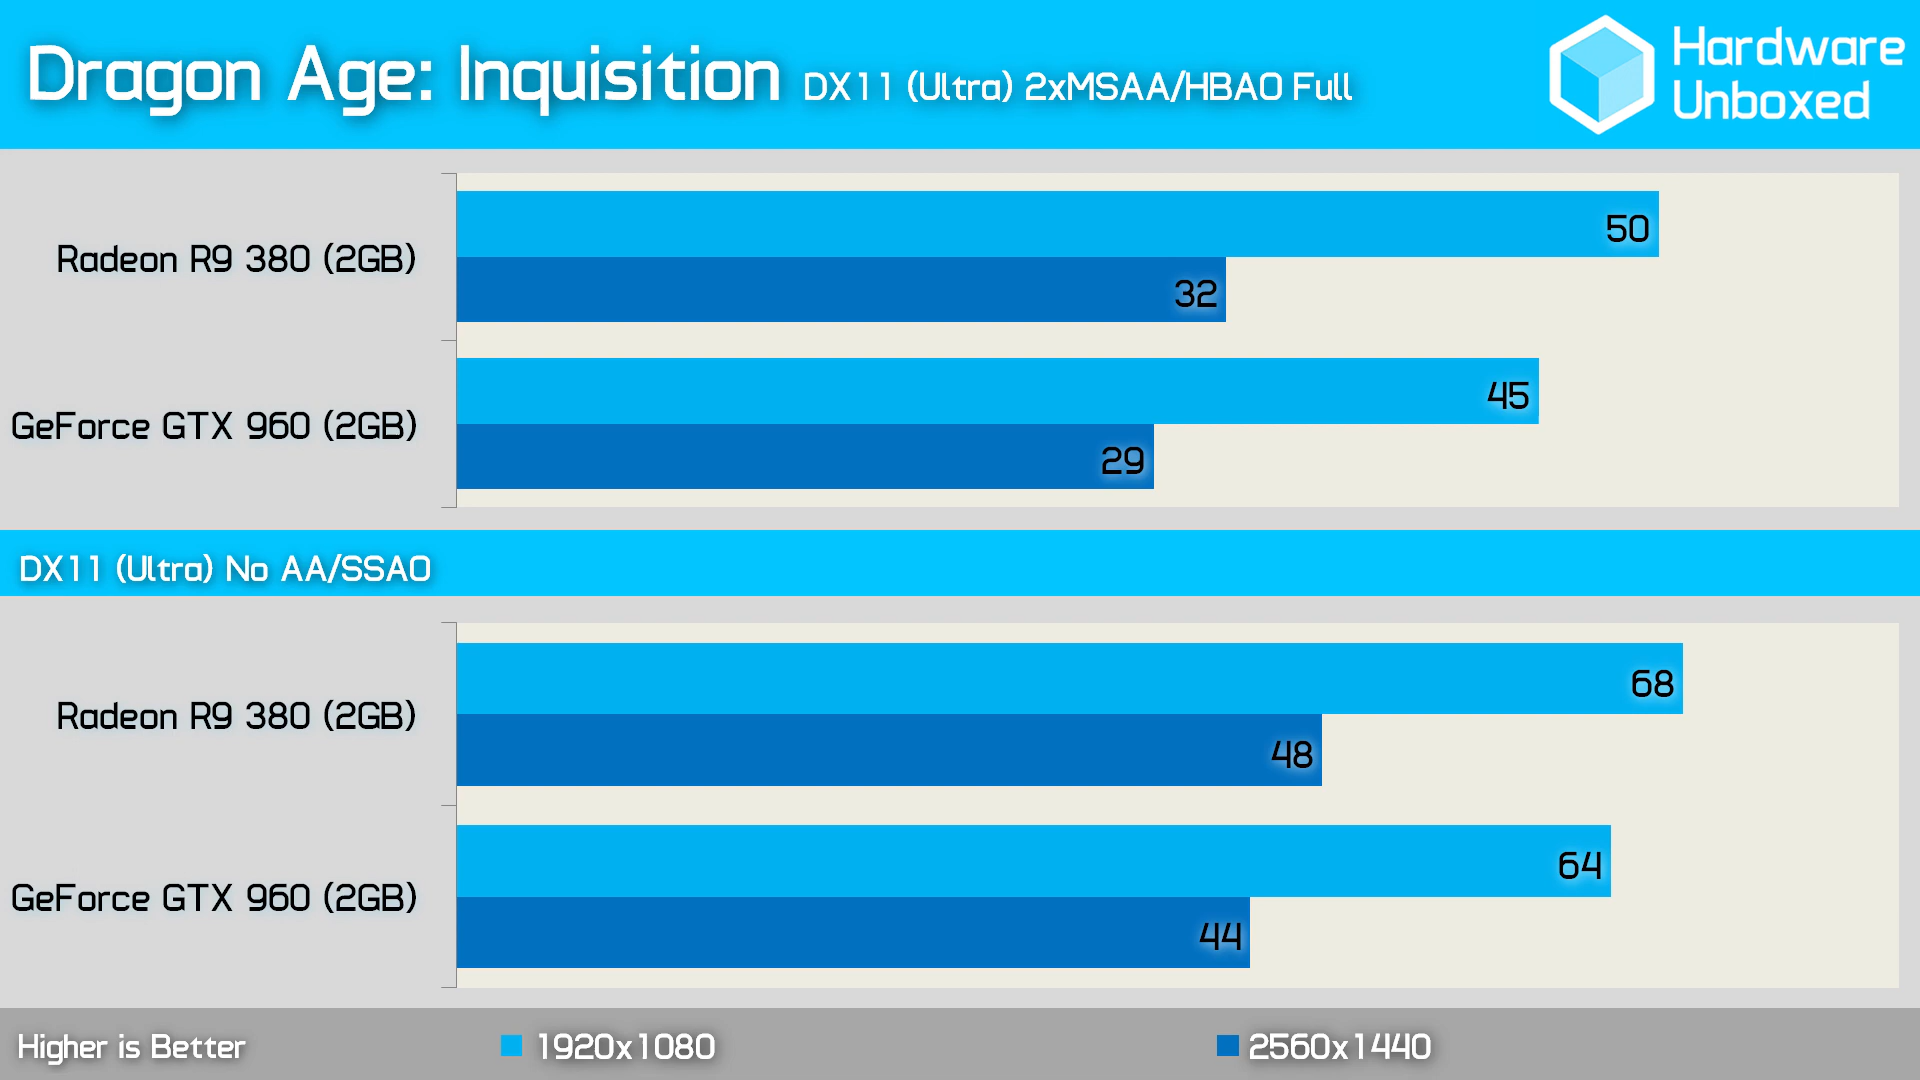 Dragon Age: Inquisition DX11 (Ultra) 2xMSAA/HBAO Full
Hardware
Unboxed
Radeon R9 380 (2GB)
50
32
GeForce GTX 960 (2GB)
45
29
DX11 (Ultra) No AA/SSAO
Radeon R9 380 (2GB)
68
48
GeForce GTX 960 (2GB)
64
44
Higher is Better
1920x1080
2560x1440